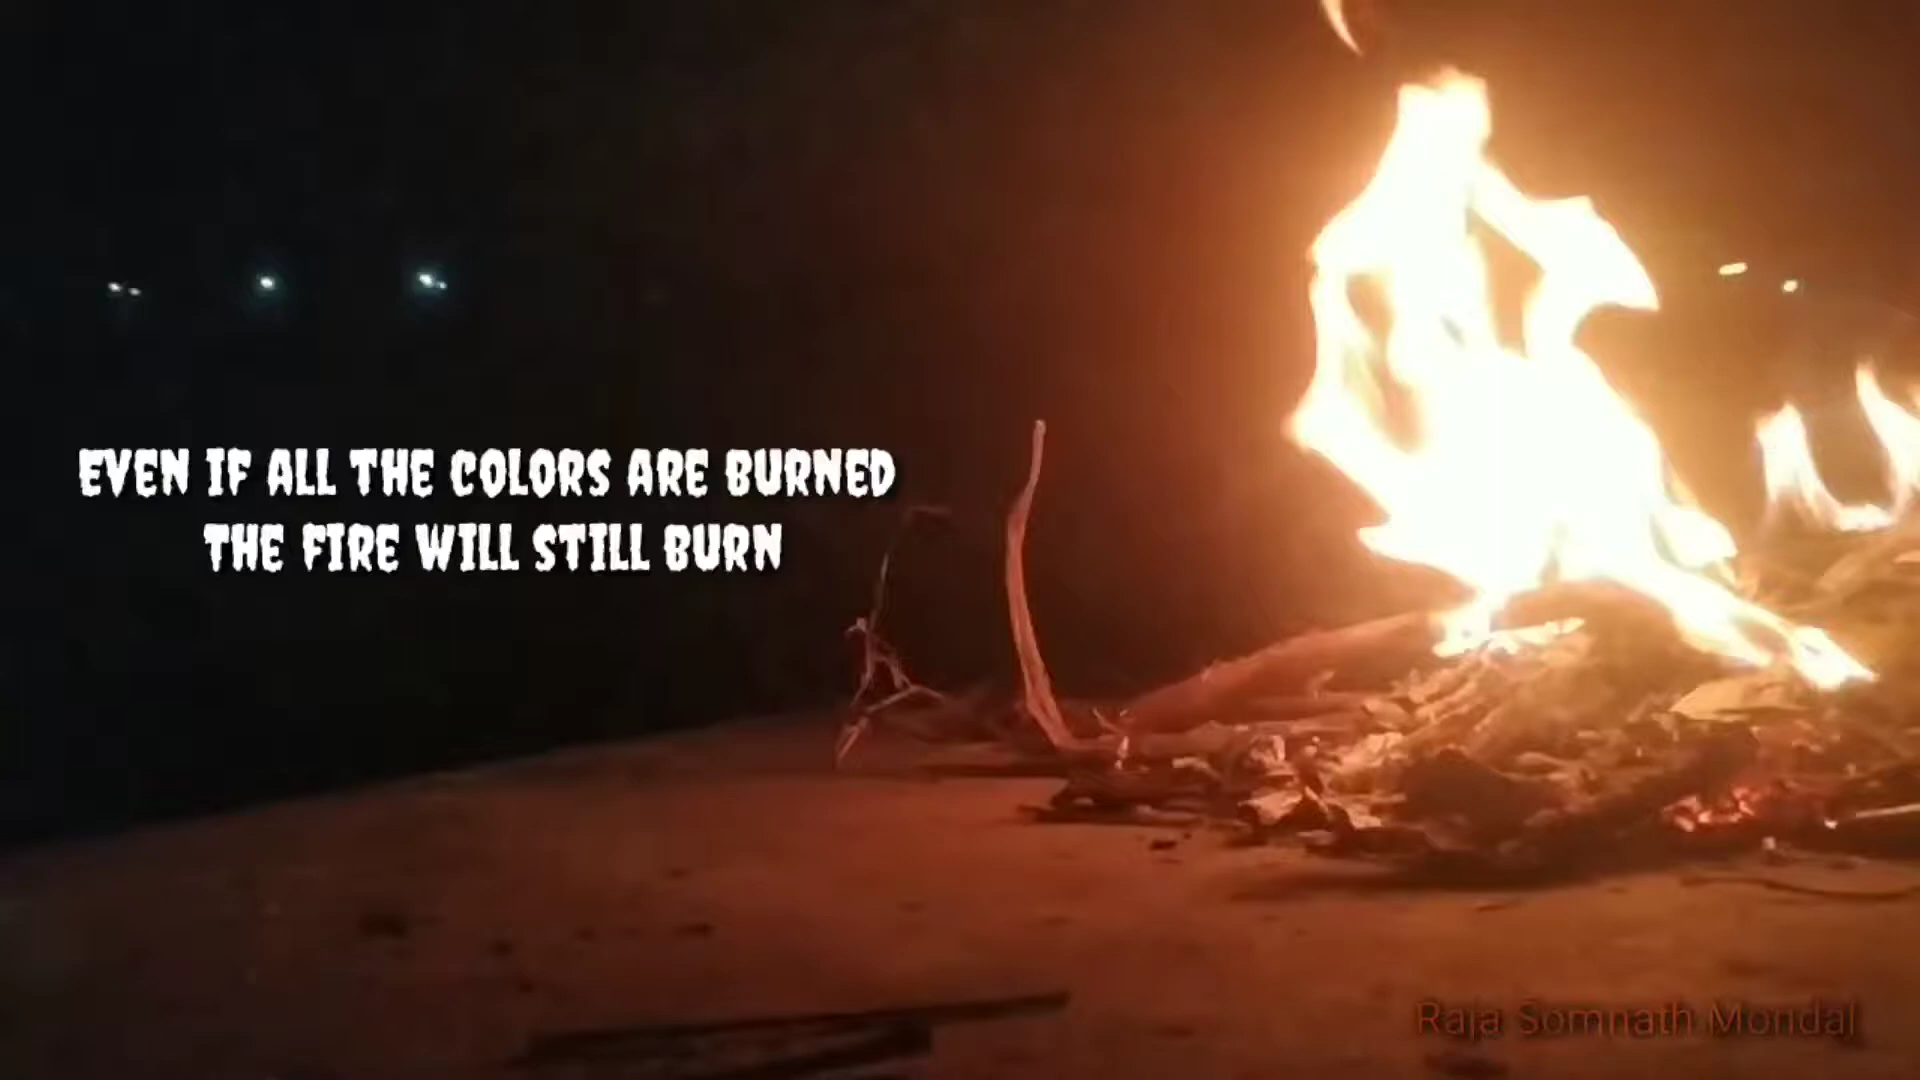 EVEN IF ALL THE COLORS ARE BURNED
THE FIRE WILL STILL BURN
Raja Somnath Mondal